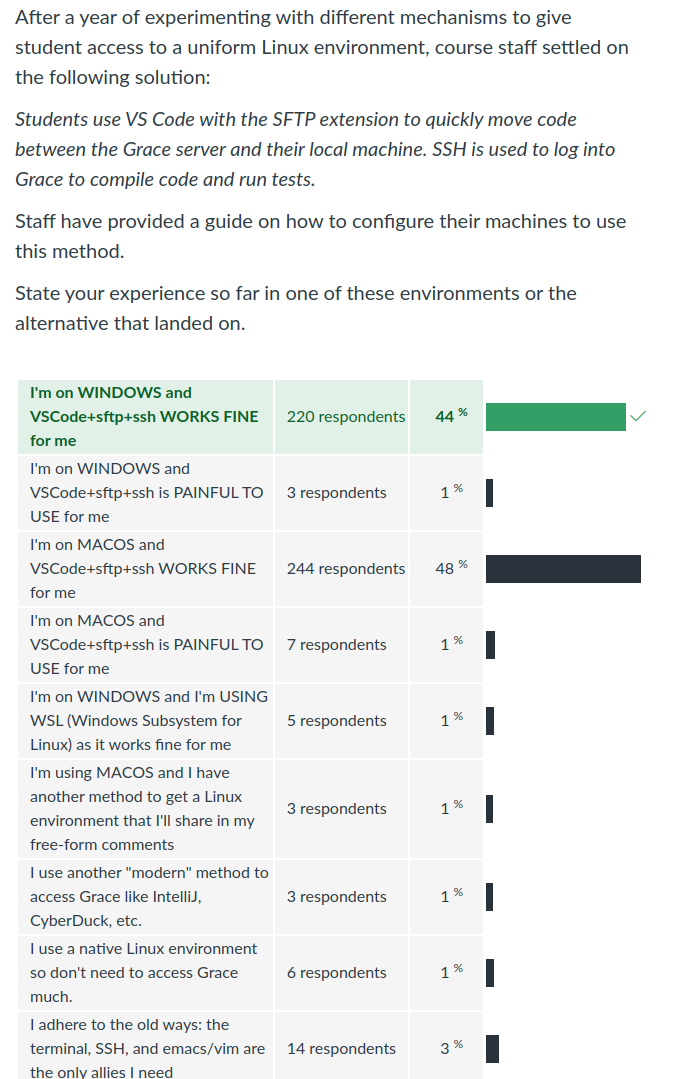 After a year of experimenting with different mechanisms to give
student access to a uniform Linux environment, course staff settled on
the following solution:
Students use VS Code with the SFTP extension to quickly move code
between the Grace server and their local machine. SSH is used to log into
Grace to compile code and run tests.
Staff have provided a guide on how to configure their machines to use
this method.
State your experience so far in one of these environments or the
alternative that landed on.
I'm on WINDOWS and
VSCode+sftp+ssh WORKS FINE
for me
220 respondents
44 %
I'm on WINDOWS and
VSCode+sftp+ssh is PAINFUL TO
USE for me
3 respondents
1 %
I'm on MACOS and
VSCode+sftp+ssh WORKS FINE
for me
244 respondents
48 %
I'm on MACOS and
VSCode+sftp+ssh is PAINFUL TO
USE for me
7 respondents
1 %
I'm on WINDOWS and I'm USING
WSL (Windows Subsystem for
Linux) as it works fine for me
5 respondents
1 %
I'm using MACOS and I have
another method to get a Linux
environment that I'll share in my
free-form comments
3 respondents
1 %
I use another "modern" method to
access Grace like IntelliJ,
CyberDuck, etc.
3 respondents
1 %
I use a native Linux environment
so don't need to access Grace
much.
6 respondents
1 %
I adhere to the old ways: the
terminal, SSH, and emacs/vim are
the only allies I need
14 respondents
3 %